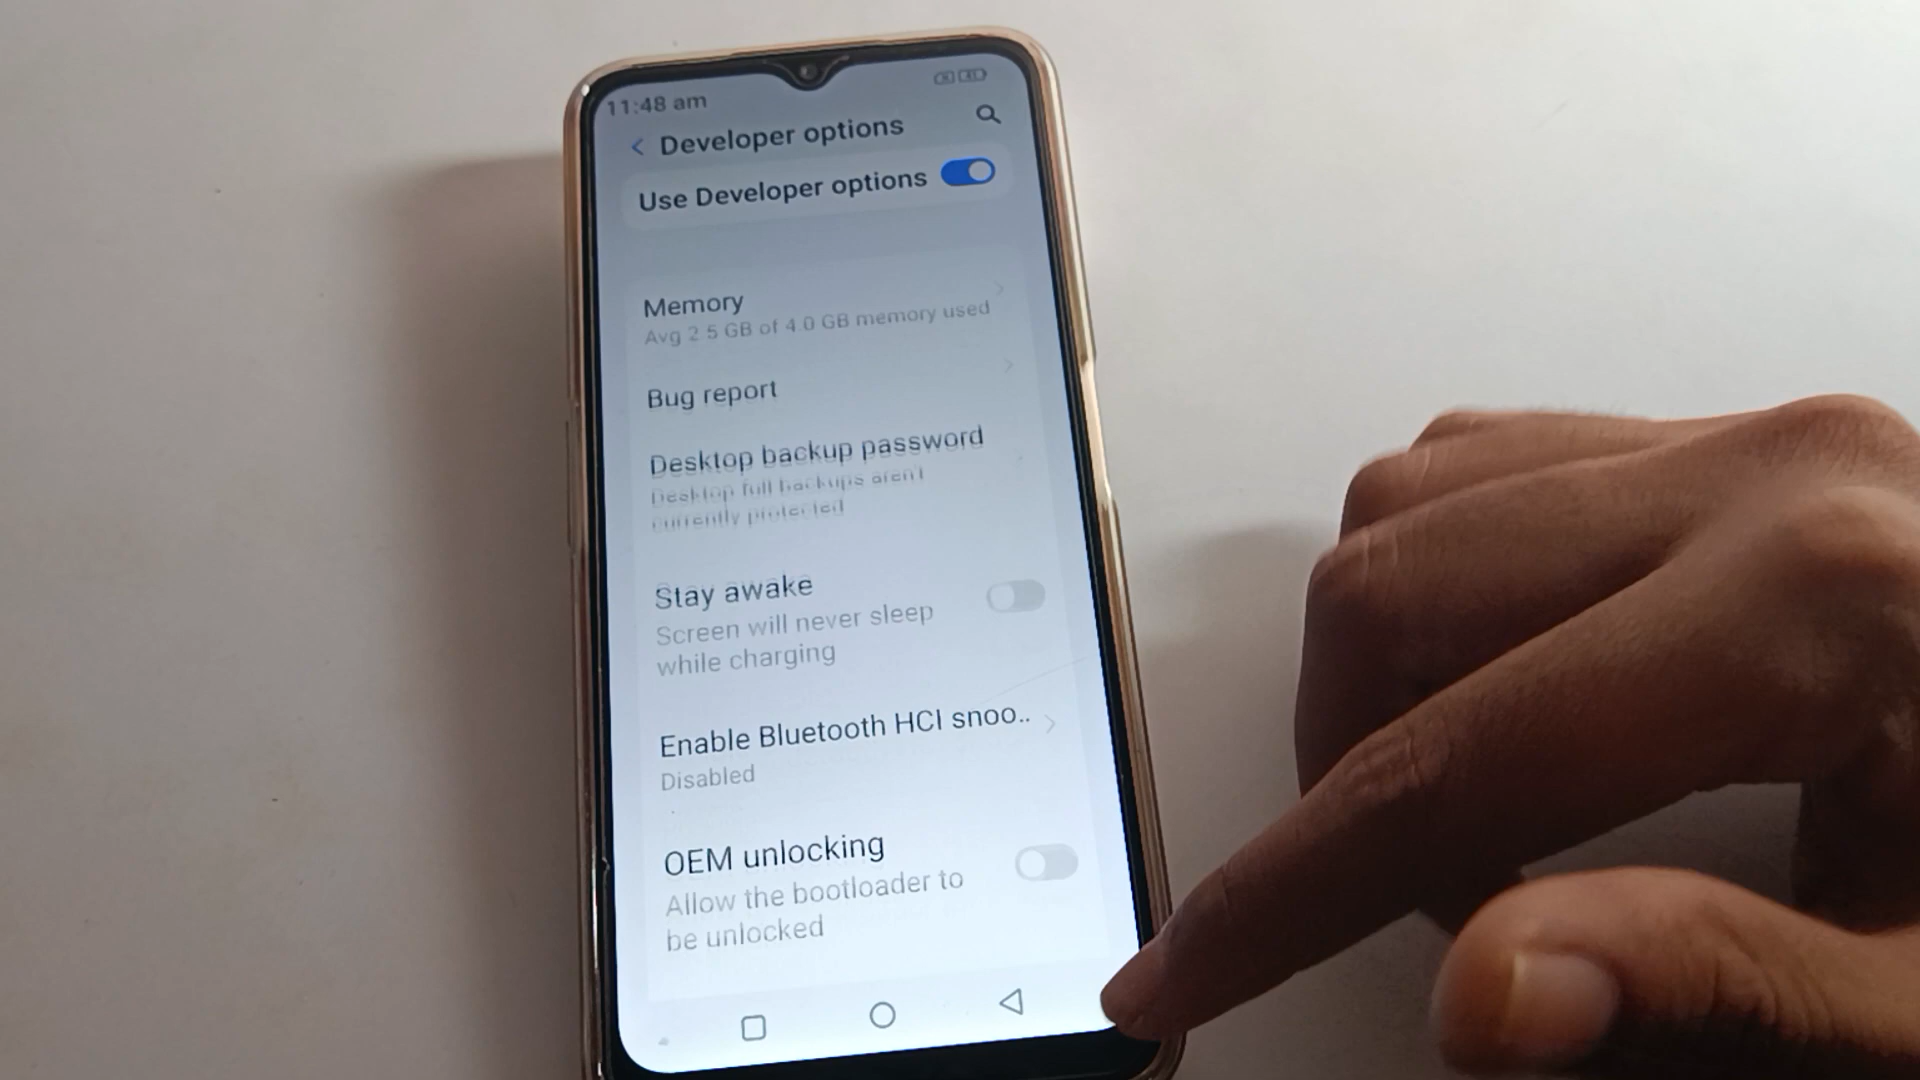 11:48 am
Developer options
Use Developer options
Memory
Avg 2.5 GB of 4.0 GB memory used
Bug report
Desktop backup password
Desktop full backups aren't
currently protected
Stay awake
Screen will never sleep
while charging
Enable Bluetooth HCI snoo..
Disabled
OEM unlocking
Allow the bootloader to
be unlocked